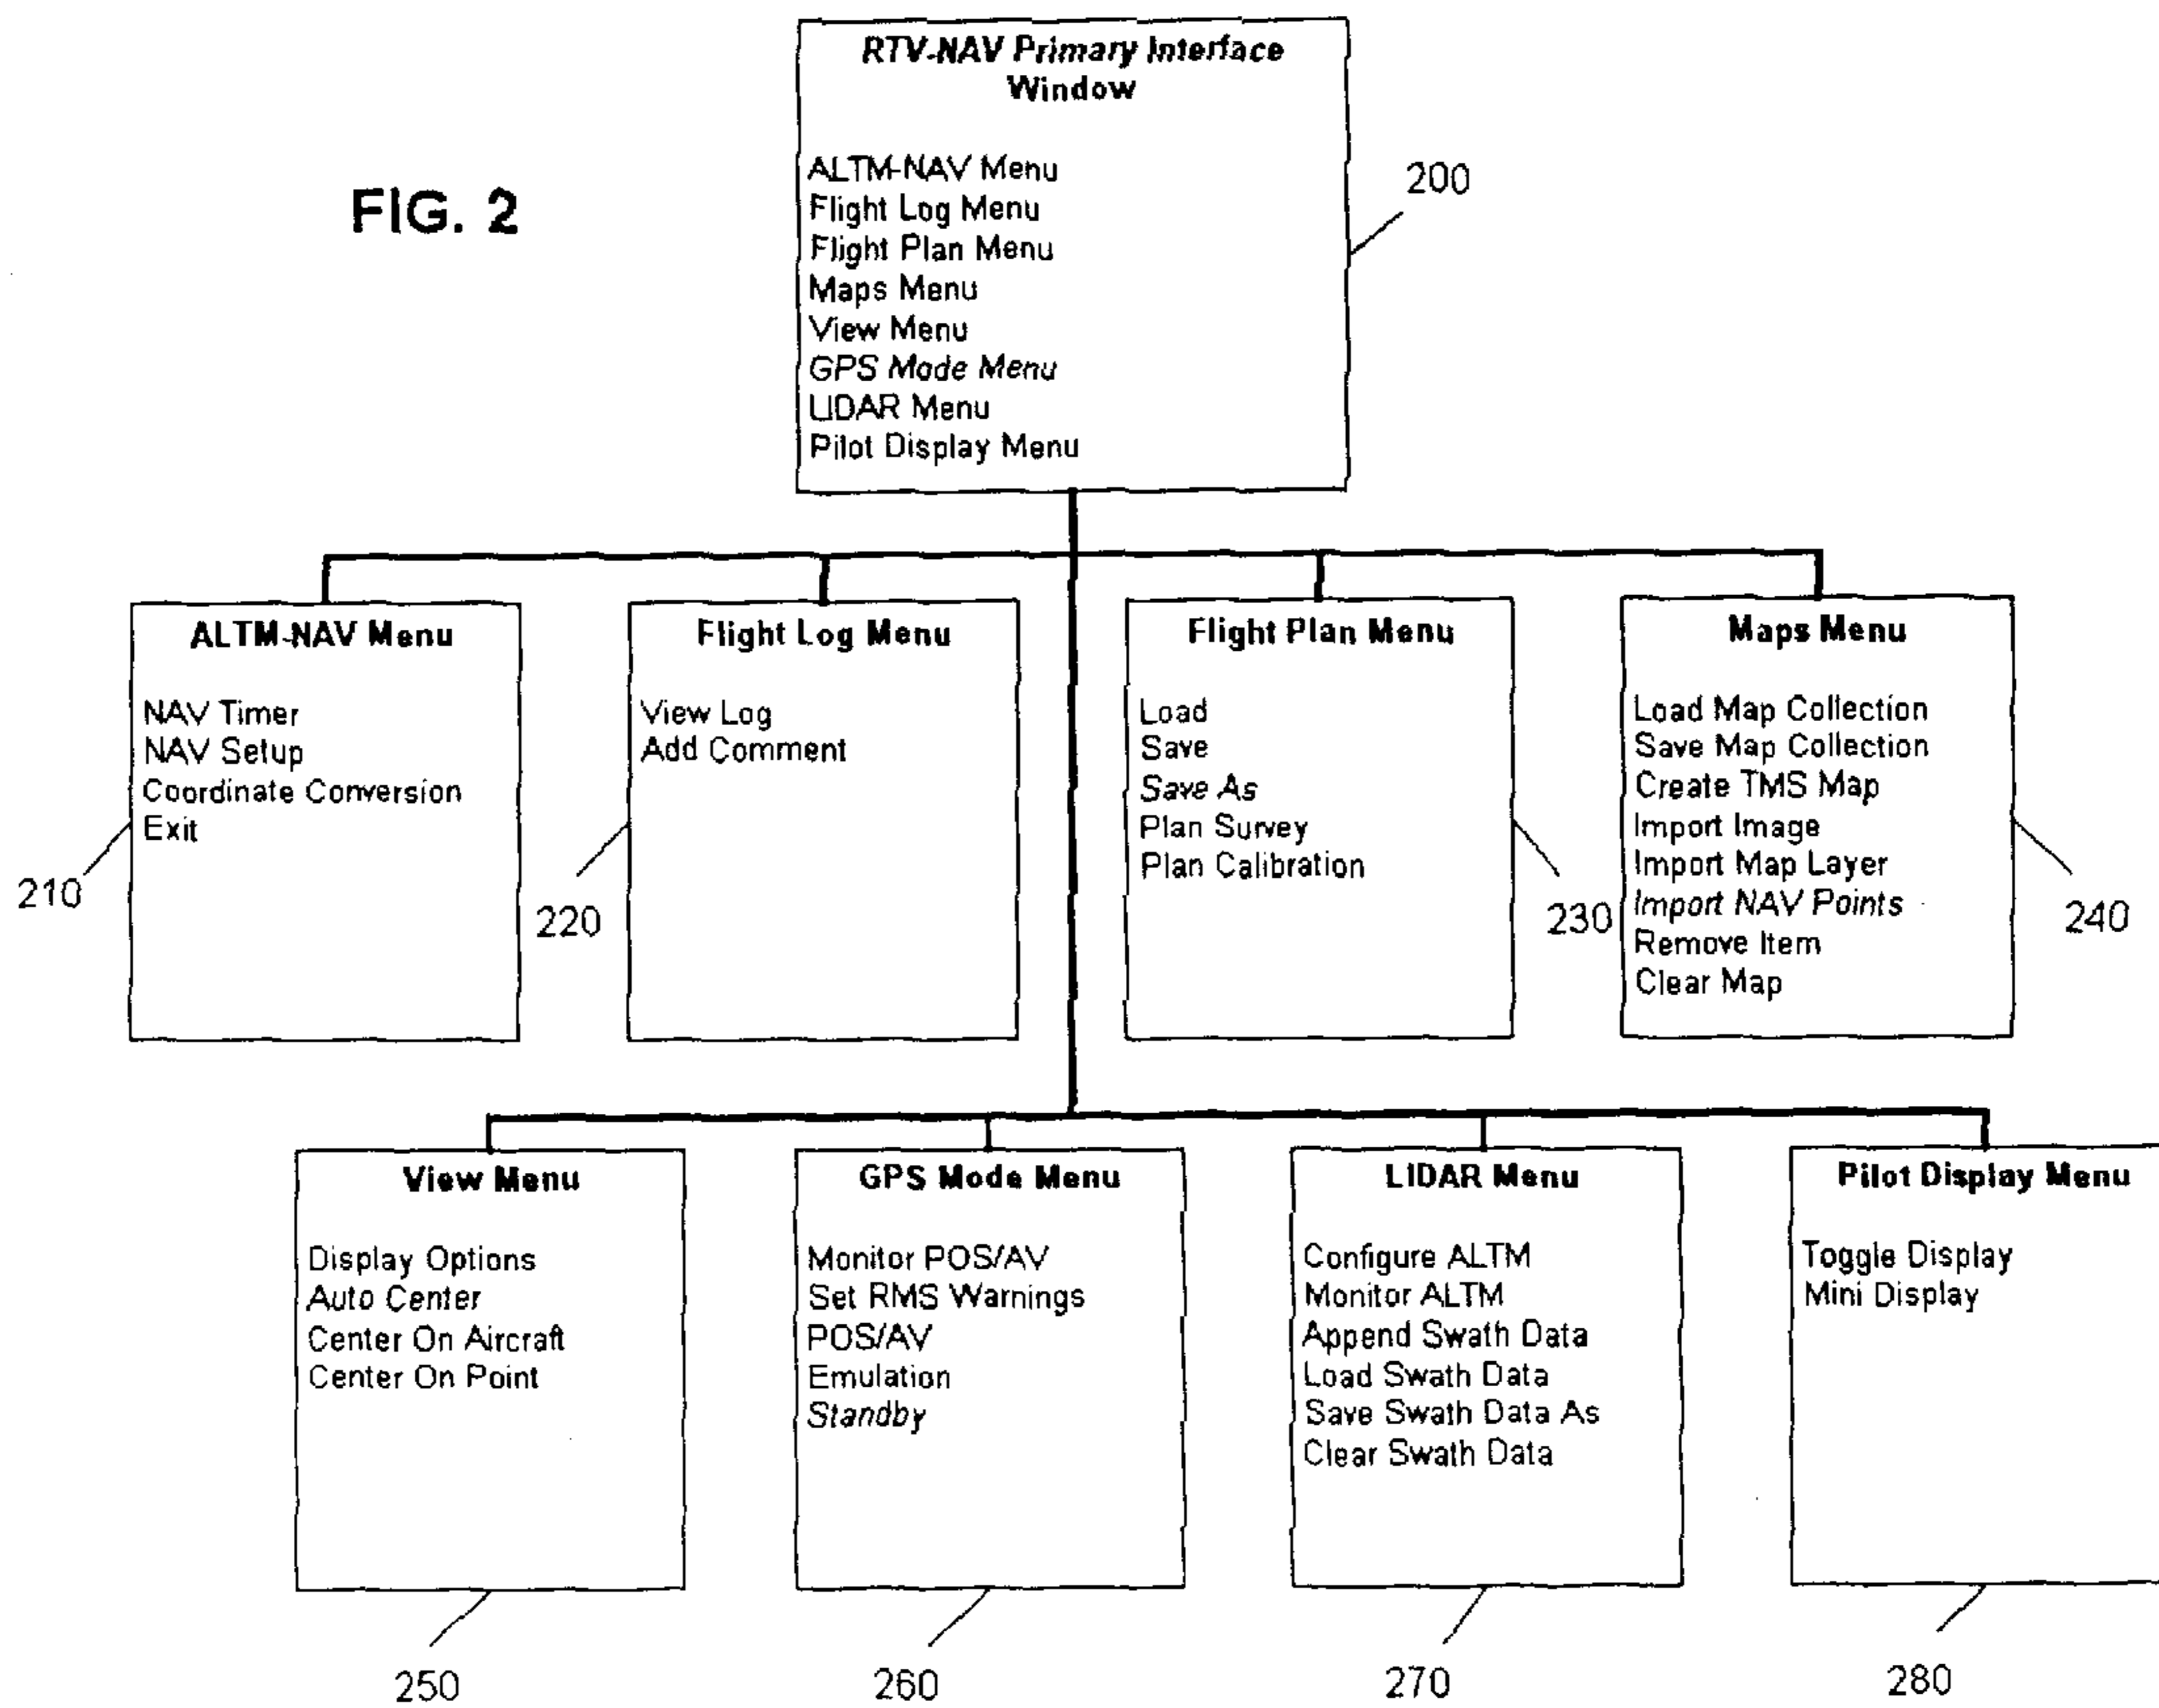 FIG. 2
RTV-NAV Primary Interface
Window
ALTM-NAV Menu
Flight Log Menu
Flight Plan Menu
Maps Menu
View Menu
GPS Mode Menu
LIDAR Menu
Pilot Display Menu
200
ALTM-NAV Menu
NAV Timer
NAV Setup
Coordinate Conversion
Exit
210
Flight Log Menu
View Log
Add Comment
220
Flight Plan Menu
Load
Save
Save As
Plan Survey
Plan Calibration
230
Maps Menu
Load Map Collection
Save Map Collection
Create TMS Map
Import Image
Import Map Layer
Import NAV Points
Remove Item
Clear Map
240
View Menu
Display Options
Auto Center
Center On Aircraft
Center On Point
250
GPS Mode Menu
Monitor POS/AV
Set RMS Warnings
POS/AV
Emulation
Standby
260
LIDAR Menu
Configure ALTM
Monitor ALTM
Append Swath Data
Load Swath Data
Save Swath Data As
Clear Swath Data
270
Pilot Display Menu
Toggle Display
Mini Display
280